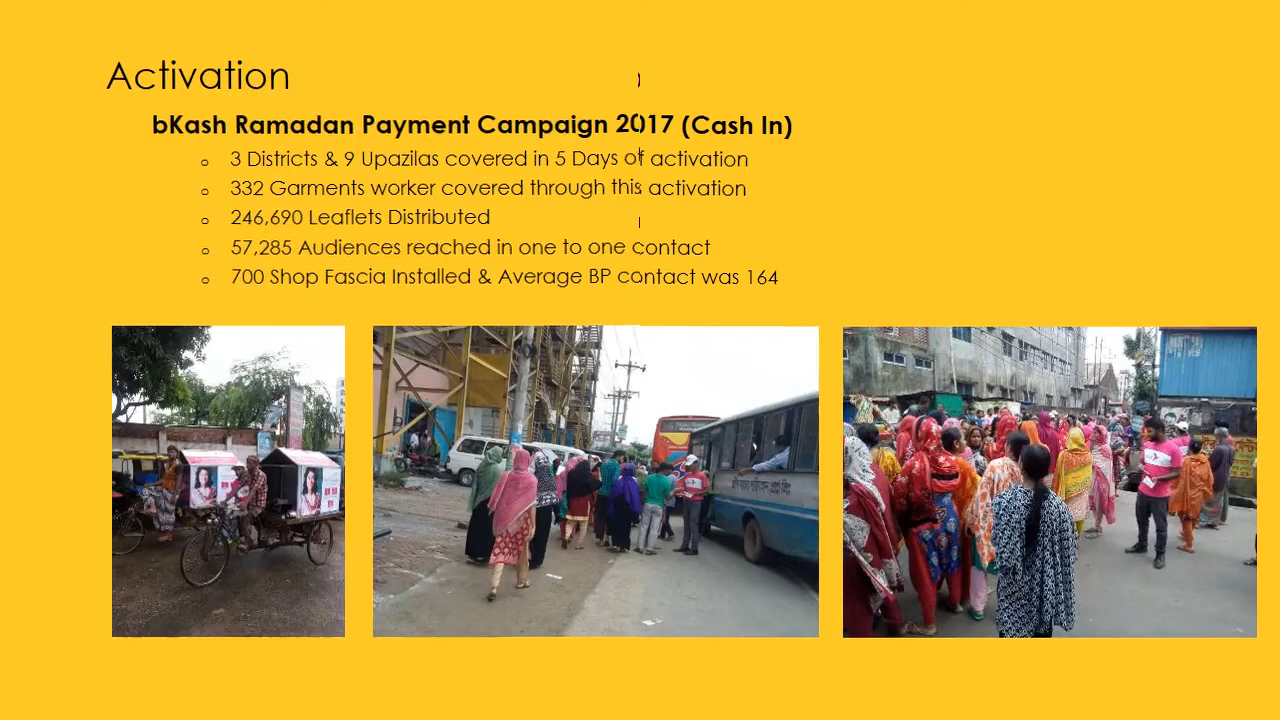 Activation
bKash Ramadan Payment Campaign 2017 (Cash In)
3 Districts & 9 Upazilas covered in 5 Days of activation
332 Garments worker covered through this activation
246,690 Leaflets Distributed
57,285 Audiences reached in one to one contact
700 Shop Fascia Installed & Average BP contact was 164